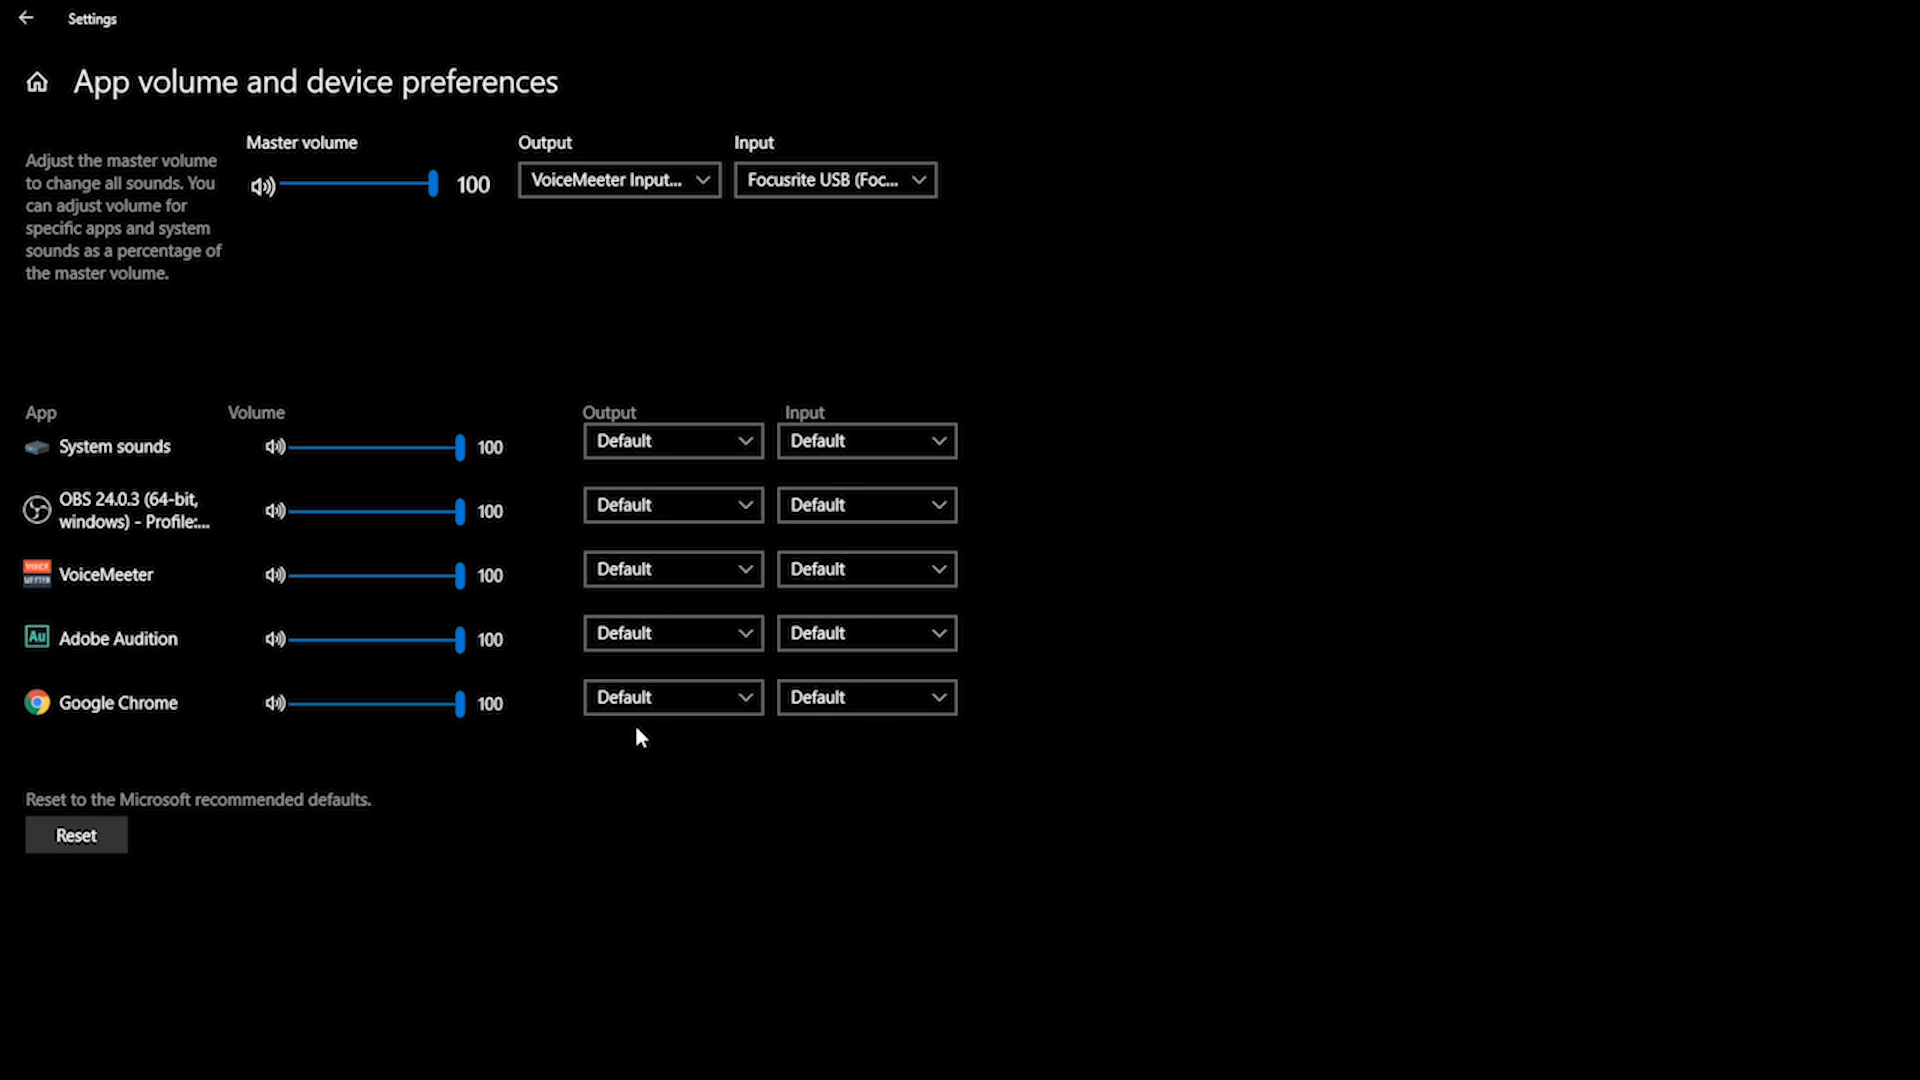 Settings
App volume and device preferences
Adjust the master volume
to change all sounds. You
can adjust volume for
specific apps and system
sounds as a percentage of
the master volume.
Master volume
100
Output
VoiceMeeter Input...
Input
Focusrite USB (Foc...
App Volume Output Input
System sounds 100 Default Default
OBS 24.0.3 (64-bit,
windows) - Profile:... 100 Default Default
VOICE
MEETER
VoiceMeeter 100 Default Default
Au Adobe Audition 100 Default Default
Google Chrome 100 Default Default
Reset to the Microsoft recommended defaults.
Reset